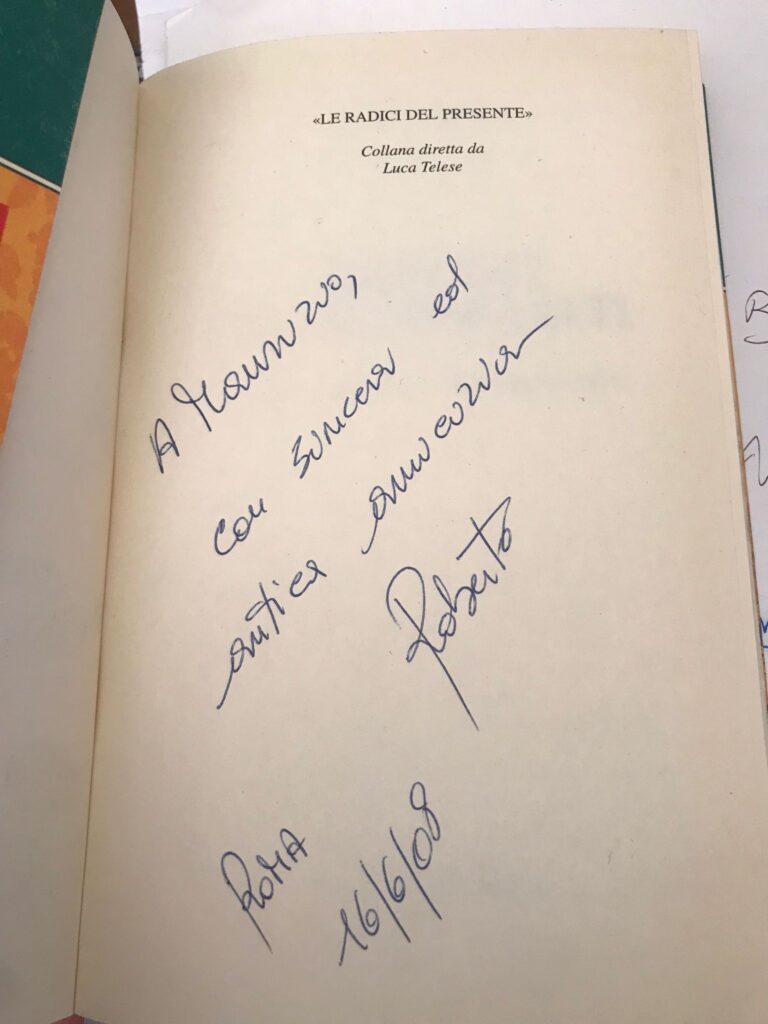 «LE RADICI DEL PRESENTE»
Collana diretta da
Luca Telese
A Maurizio,
con sincera ed
antica amicizia
Roberto
ROMA
16/6/08